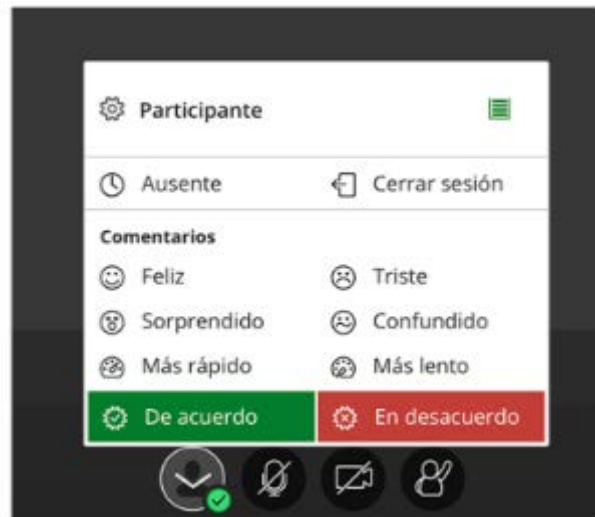 Participante
Ausente Cerrar sesión
Comentarios
Feliz Triste
Sorprendido Confundido
Más rápido Más lento
De acuerdo En desacuerdo